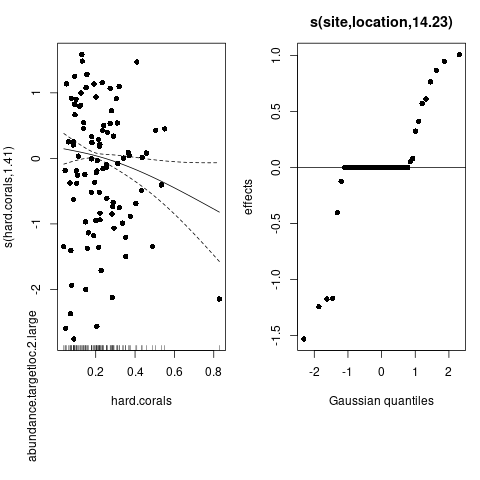 s(site,location,14.23)
s(hard.corals,1.41)
abundance.targetloc.2.large
1
0
-1
-2
0.2 0.4 0.6 0.8
hard.corals
effects
1.0
0.5
0.0
-0.5
-1.0
-1.5
-2 -1 0 1 2
Gaussian quantiles